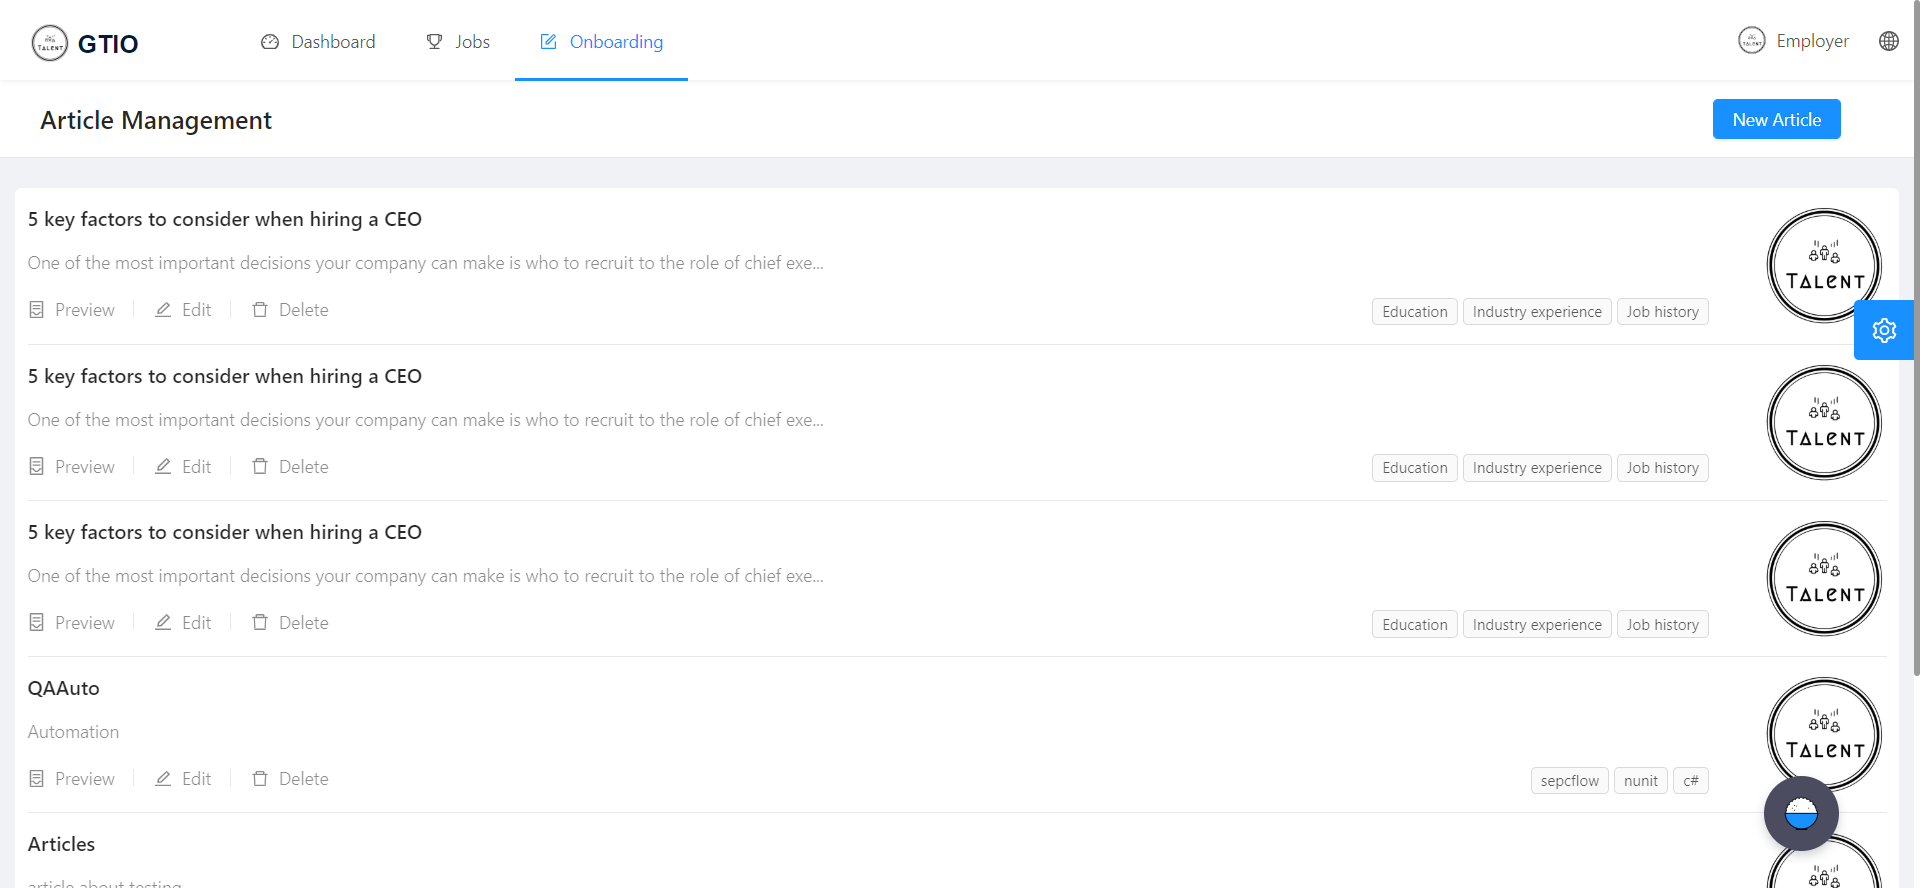 TALENT GTIO Dashboard Jobs Onboarding TALENT Employer
Article Management New Article
5 key factors to consider when hiring a CEO
One of the most important decisions your company can make is who to recruit to the role of chief exe...
Preview Edit Delete Education Industry experience Job history
TALENT
5 key factors to consider when hiring a CEO
One of the most important decisions your company can make is who to recruit to the role of chief exe...
Preview Edit Delete Education Industry experience Job history
TALENT
5 key factors to consider when hiring a CEO
One of the most important decisions your company can make is who to recruit to the role of chief exe...
Preview Edit Delete Education Industry experience Job history
TALENT
QAAuto
Automation
Preview Edit Delete sepcflow nunit c#
TALENT
Articles
article about testing